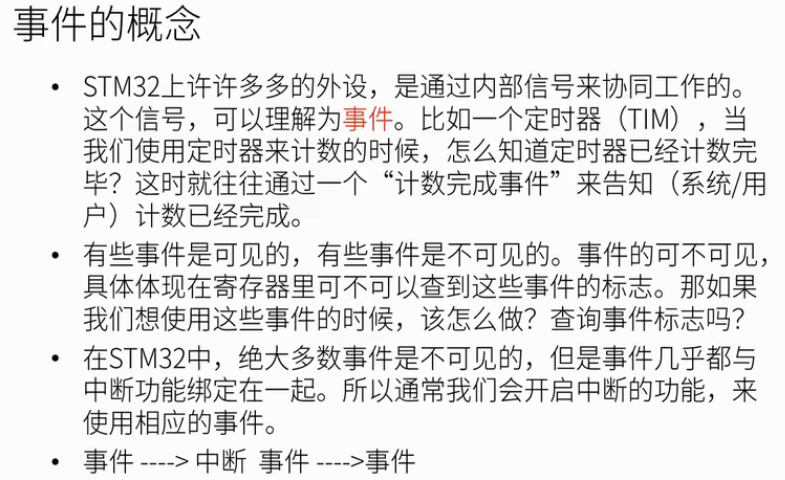 事件的概念
• STM32上许许多多的外设，是通过内部信号来协同工作的。
这个信号，可以理解为事件。比如一个定时器（TIM），当
我们使用定时器来计数的时候，怎么知道定时器已经计数完
毕？这时就往往通过一个“计数完成事件”来告知（系统/用
户）计数已经完成。
• 有些事件是可见的，有些事件是不可见的。事件的可不可见，
具体体现在寄存器里可不可以查到这些事件的标志。那如果
我们想使用这些事件的时候，该怎么做？查询事件标志吗？
• 在STM32中，绝大多数事件是不可见的，但是事件几乎都与
中断功能绑定在一起。所以通常我们会开启中断的功能，来
使用相应的事件。
• 事件 ----> 中断 事件 ---->事件